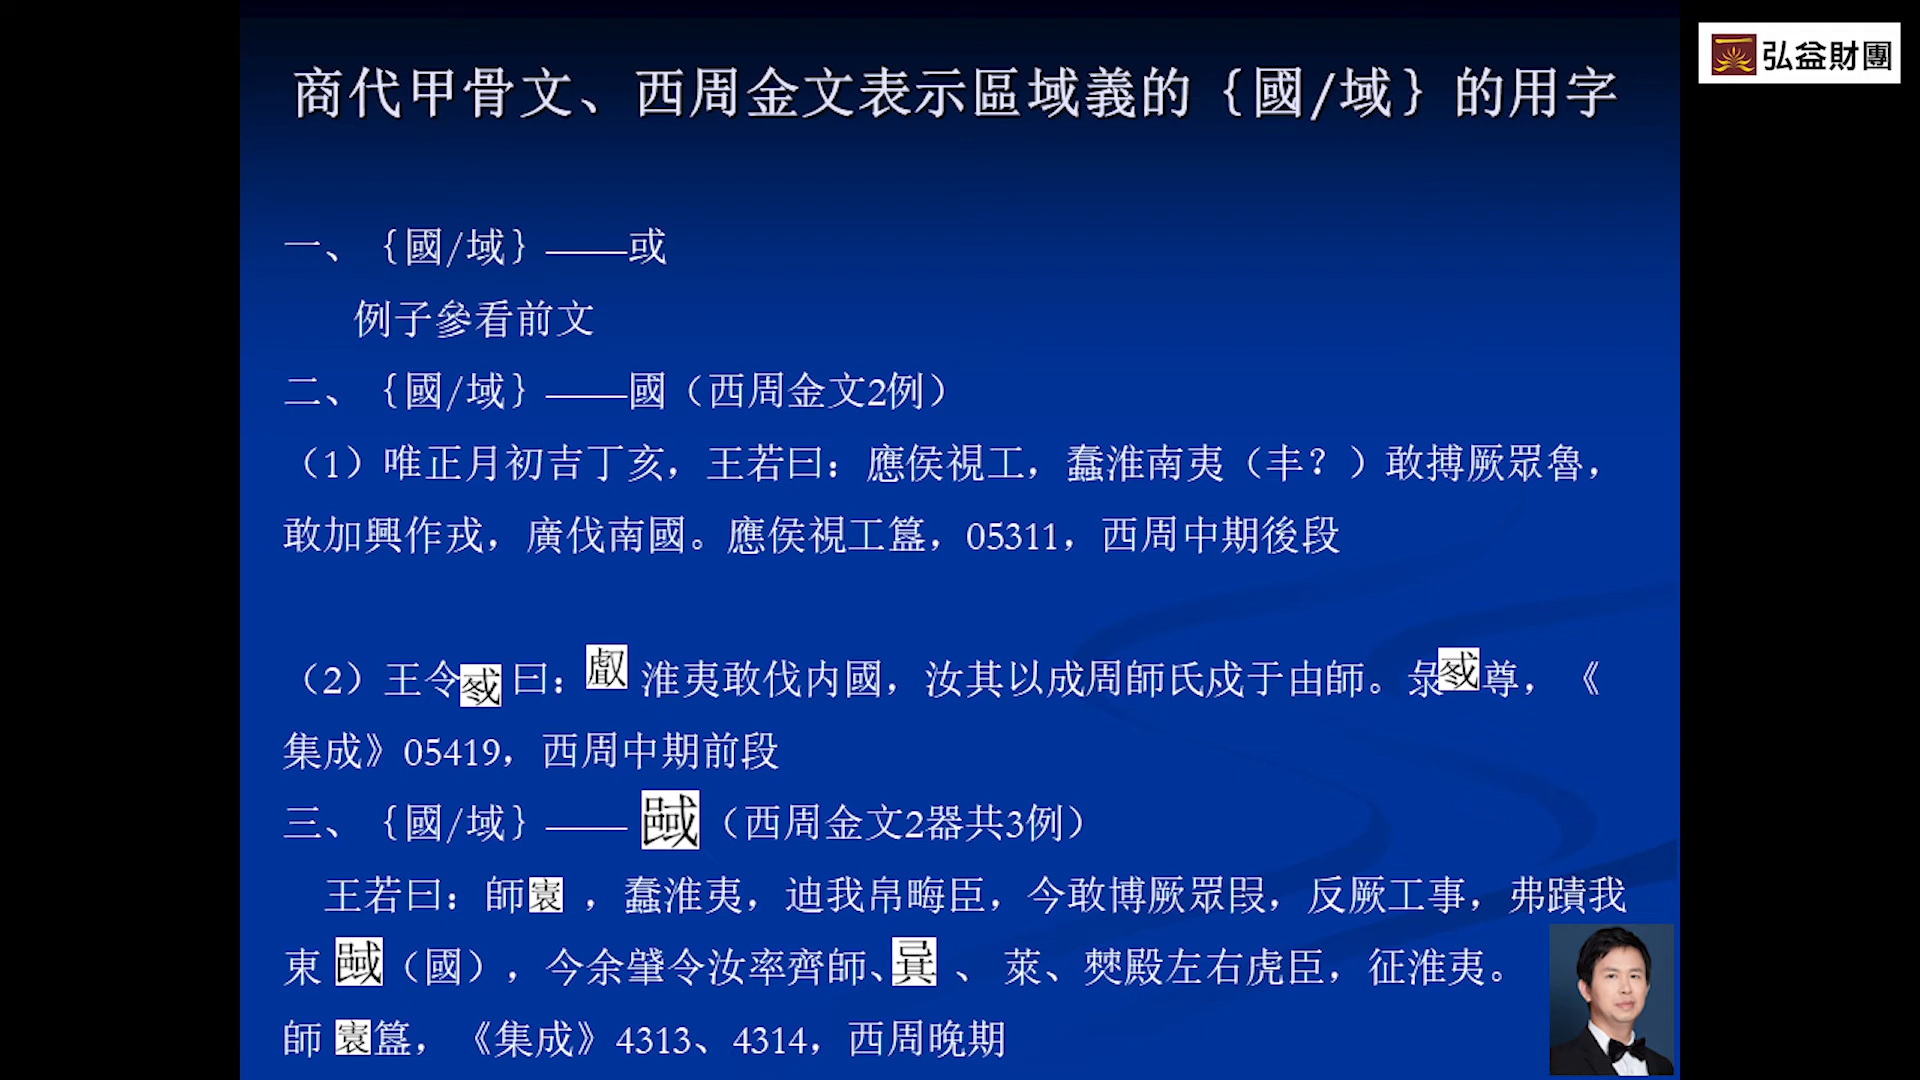 弘益財團
商代甲骨文、西周金文表示區域義的｛國/域｝的用字
一、｛國/域｝——或
例子參看前文
二、｛國/域｝——國（西周金文2例）
（1）唯正月初吉丁亥，王若曰：應侯視工，蠢淮南夷（丰？）敢搏厥眾魯，
敢加興作戎，廣伐南國。應侯視工簋，05311，西周中期後段
（2）王令㦰曰：䖒淮夷敢伐内國，汝其以成周師氏戍于由師。彔㦰尊，《
集成》05419，西周中期前段
三、｛國/域｝——（西周金文2器共3例）
王若曰：師㝨，蠢淮夷，迪我帛畮臣，今敢博厥眾叚，反厥工事，弗蹟我
東（國），今余肇令汝率齊師、㠱、萊、僰殿左右虎臣，征淮夷。
師㝨簋，《集成》4313、4314，西周晚期